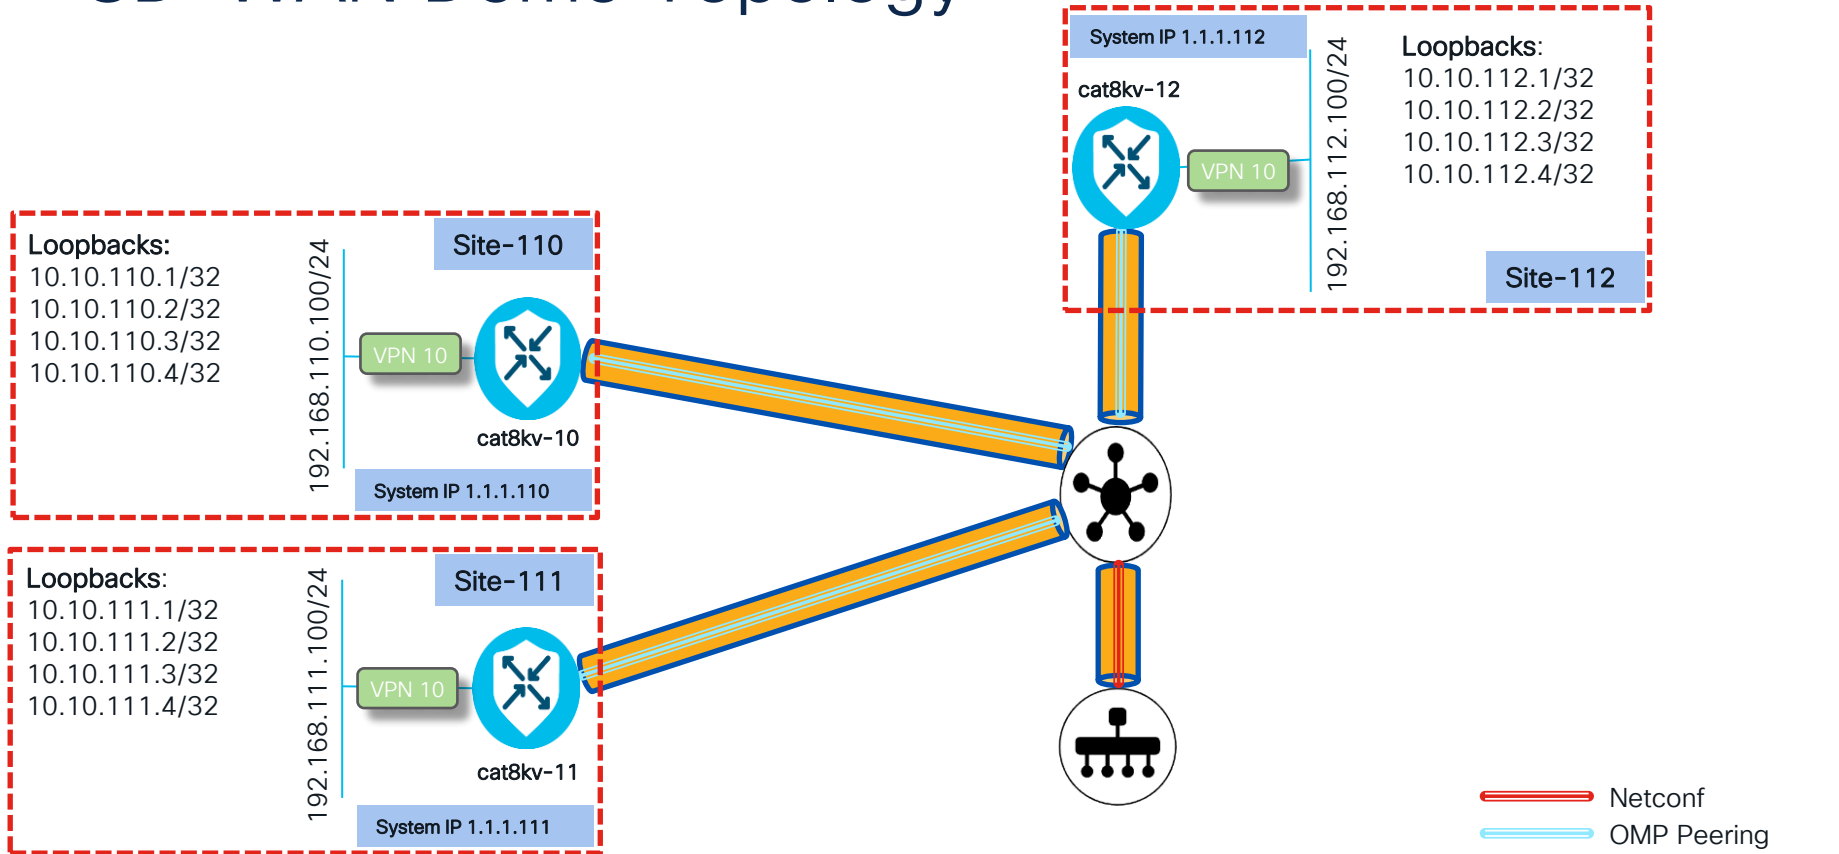 SD-WAN Demo Topology
System IP 1.1.1.112
cat8kv-12
VPN 10
192.168.112.100/24
Loopbacks:
10.10.112.1/32
10.10.112.2/32
10.10.112.3/32
10.10.112.4/32
Site-112
Loopbacks:
10.10.110.1/32
10.10.110.2/32
10.10.110.3/32
10.10.110.4/32
192.168.110.100/24
Site-110
VPN 10
cat8kv-10
System IP 1.1.1.110
Loopbacks:
10.10.111.1/32
10.10.111.2/32
10.10.111.3/32
10.10.111.4/32
192.168.111.100/24
Site-111
VPN 10
cat8kv-11
System IP 1.1.1.111
Netconf
OMP Peering